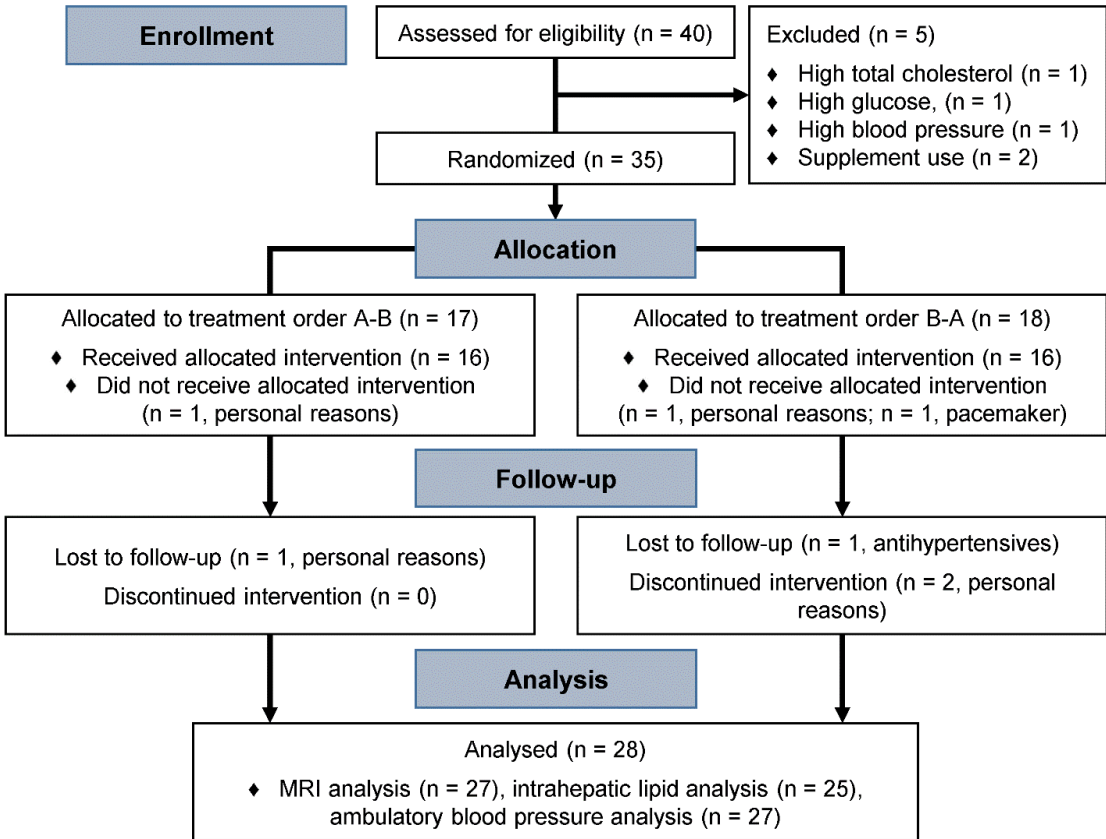 Enrollment
Assessed for eligibility (n = 40)
Excluded (n = 5)
♦ High total cholesterol (n = 1)
♦ High glucose, (n = 1)
♦ High blood pressure (n = 1)
♦ Supplement use (n = 2)
Randomized (n = 35)
Allocation
Allocated to treatment order A-B (n = 17)
♦ Received allocated intervention (n = 16)
♦ Did not receive allocated intervention
(n = 1, personal reasons)
Allocated to treatment order B-A (n = 18)
♦ Received allocated intervention (n = 16)
♦ Did not receive allocated intervention
(n = 1, personal reasons; n = 1, pacemaker)
Follow-up
Lost to follow-up (n = 1, personal reasons)
Discontinued intervention (n = 0)
Lost to follow-up (n = 1, antihypertensives)
Discontinued intervention (n = 2, personal
reasons)
Analysis
Analysed (n = 28)
♦ MRI analysis (n = 27), intrahepatic lipid analysis (n = 25),
ambulatory blood pressure analysis (n = 27)